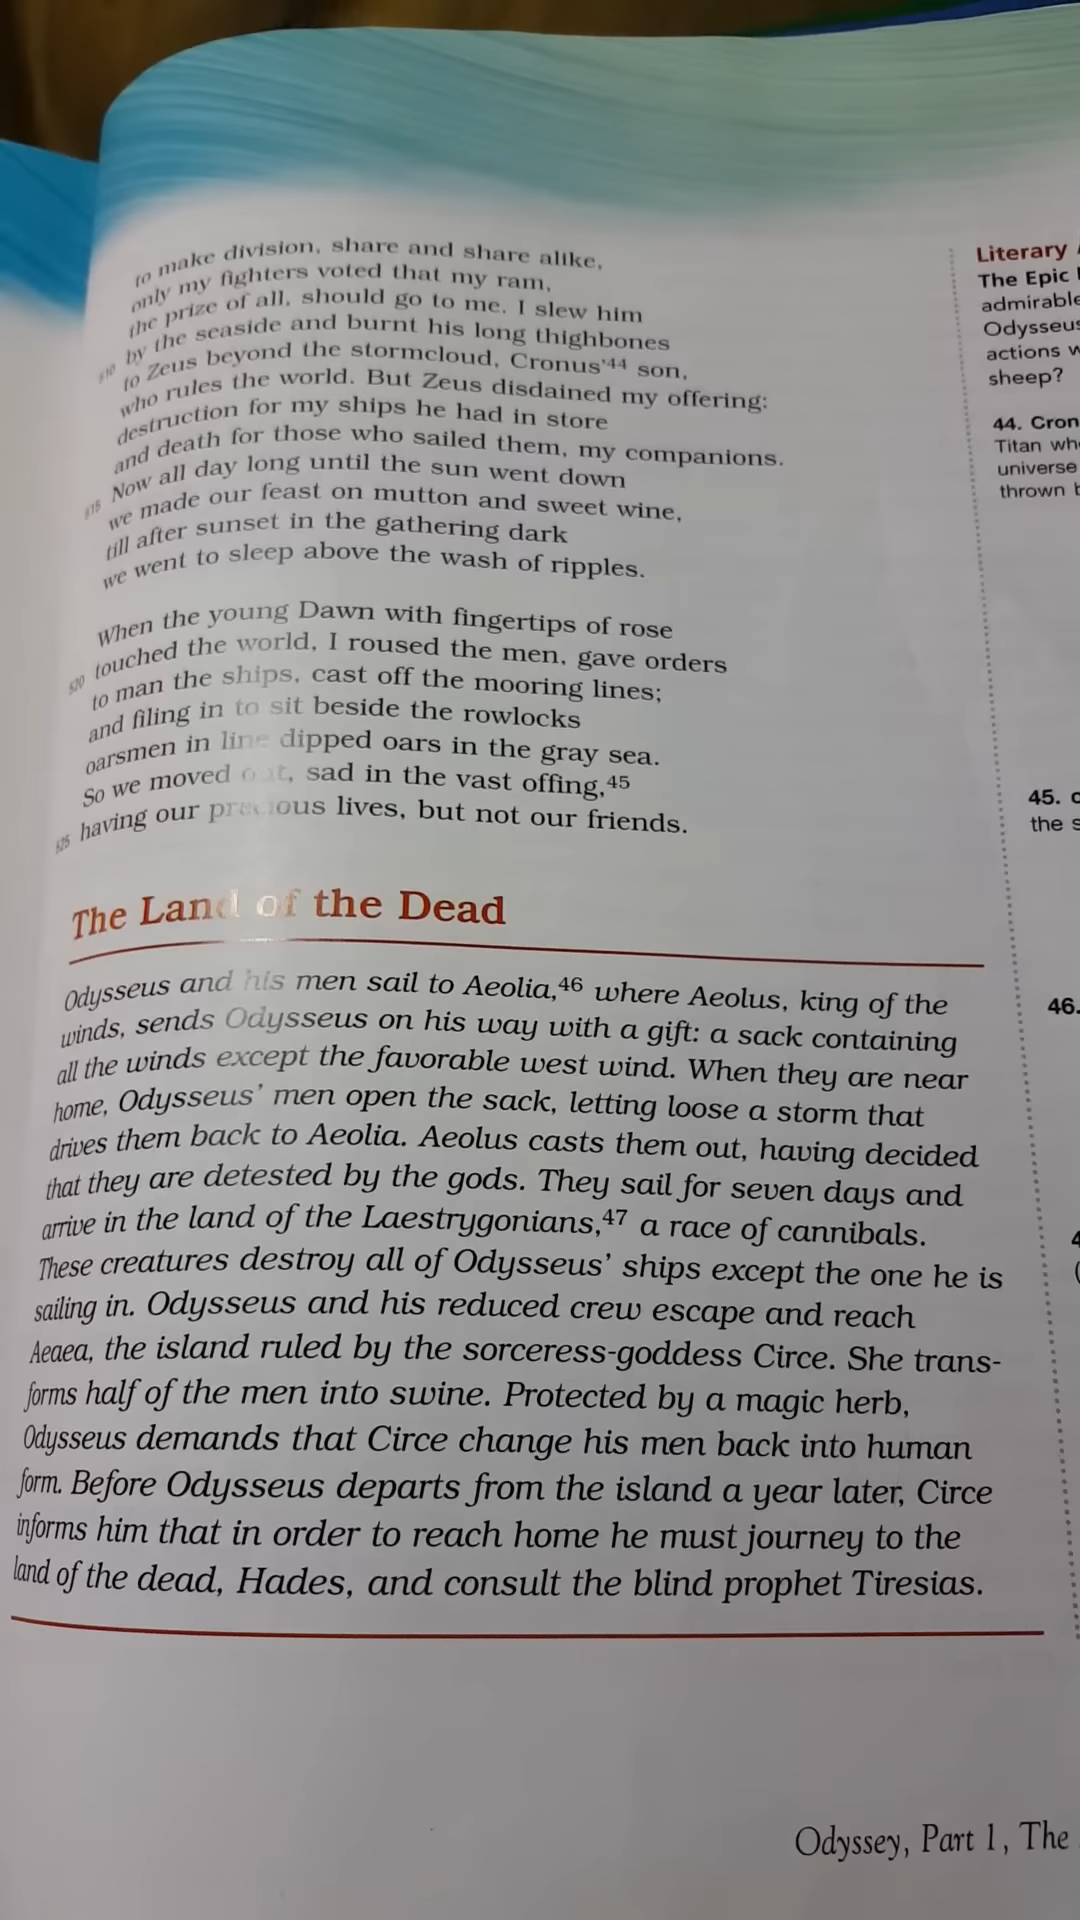 to make division, share and share alike,
only my fighters voted that my ram,
the prize of all, should go to me. I slew him
510 by the seaside and burnt his long thighbones
to Zeus beyond the stormcloud, Cronus'44 son,
who rules the world. But Zeus disdained my offering:
destruction for my ships he had in store
and death for those who sailed them, my companions.
515 Now all day long until the sun went down
we made our feast on mutton and sweet wine,
till after sunset in the gathering dark
we went to sleep above the wash of ripples.
When the young Dawn with fingertips of rose
520 touched the world, I roused the men, gave orders
to man the ships, cast off the mooring lines;
and filing in to sit beside the rowlocks
oarsmen in line dipped oars in the gray sea.
So we moved out, sad in the vast offing,45
525 having our precious lives, but not our friends.
The Land of the Dead
Odysseus and his men sail to Aeolia,46 where Aeolus, king of the
winds, sends Odysseus on his way with a gift: a sack containing
all the winds except the favorable west wind. When they are near
home, Odysseus' men open the sack, letting loose a storm that
drives them back to Aeolia. Aeolus casts them out, having decided
that they are detested by the gods. They sail for seven days and
arrive in the land of the Laestrygonians,47 a race of cannibals.
These creatures destroy all of Odysseus' ships except the one he is
sailing in. Odysseus and his reduced crew escape and reach
Aeaea, the island ruled by the sorceress-goddess Circe. She trans-
forms half of the men into swine. Protected by a magic herb,
Odysseus demands that Circe change his men back into human
form. Before Odysseus departs from the island a year later, Circe
informs him that in order to reach home he must journey to the
land of the dead, Hades, and consult the blind prophet Tiresias.
Literary
The Epic
admirable
Odysseus
actions w
sheep?
44. Cron
Titan wh
universe
thrown b
45.
the s
46.
Odyssey, Part 1, The